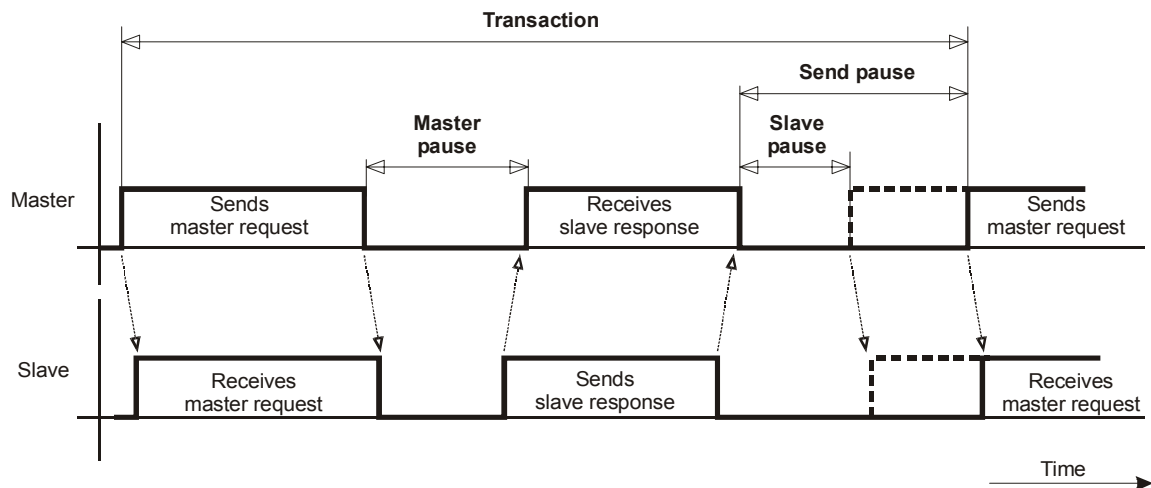 Transaction
Send pause
Master
pause
Slave
pause
Master
Sends
master request
Receives
slave response
Sends
master request
Slave
Receives
master request
Sends
slave response
Receives
master request
Time